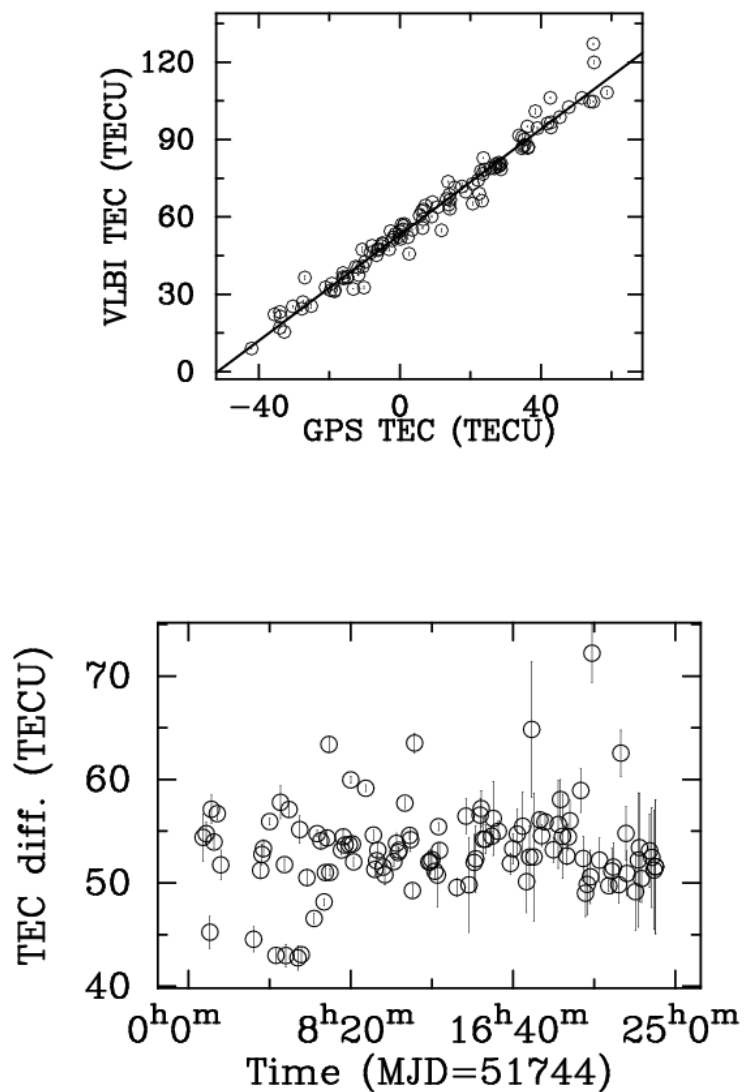 120
90
60
30
0
VLBI TEC (TECU)
−40 0 40
GPS TEC (TECU)
70
60
50
40
TEC diff. (TECU)
0ʰ0ᵐ 8ʰ20ᵐ 16ʰ40ᵐ 25ʰ0ᵐ
Time (MJD=51744)